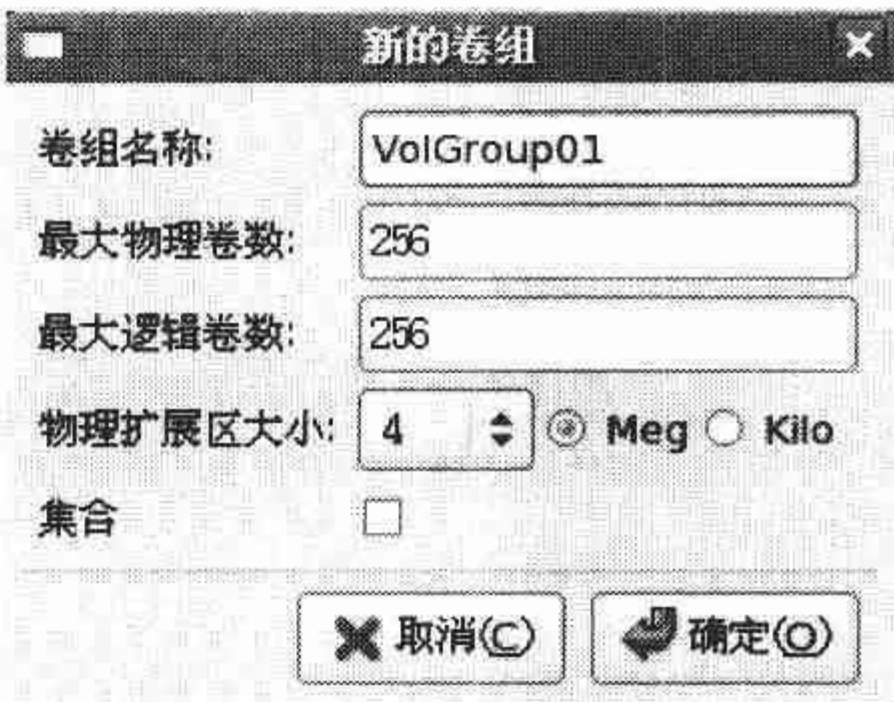 新的卷组
卷组名称: VolGroup01
最大物理卷数: 256
最大逻辑卷数: 256
物理扩展区大小: 4 Meg Kilo
集合
取消(C) 确定(O)